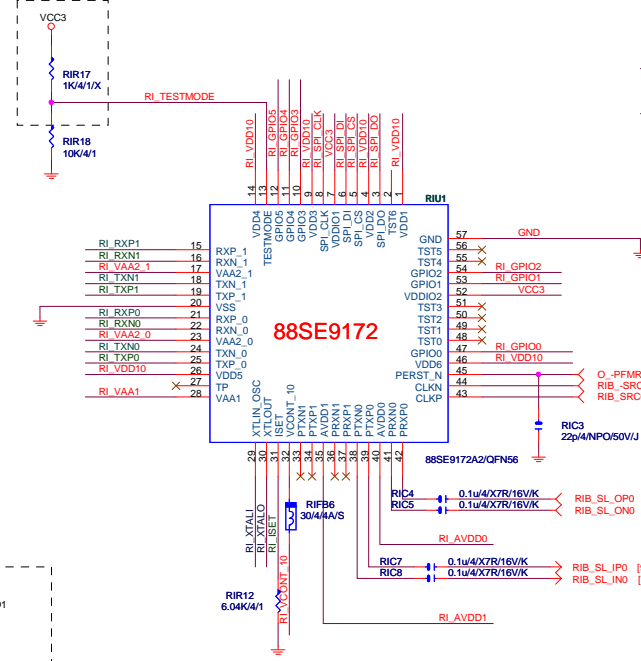 VCC3
RIR17
1K/4/1/X
RI_TESTMODE
RIR18
10K/4/1
RI_VDD10
RI_GPIO5
RI_GPIO4
RI_GPIO3
RI_VDD10
RI_SPI_CLK
VCC3
RI_SPI_DI
RI_SPI_CS
RI_VDD10
RI_SPI_DO
RI_VDD10
14
13
12
11
10
9
8
7
6
5
4
3
2
1
RIU1
VDD4
TESTMODE
GPIO5
GPIO4
GPIO3
VDD3
SPI_CLK
VDDIO1
SPI_DI
SPI_CS
VDD2
SPI_DO
TST6
VDD1
RI_RXP1 15 RXP_1
RI_RXN1 16 RXN_1
RI_VAA2_1 17 VAA2_1
RI_TXN1 18 TXN_1
RI_TXP1 19 TXP_1
20 VSS
RI_RXP0 21 RXP_0
RI_RXN0 22 RXN_0
RI_VAA2_0 23 VAA2_0
RI_TXN0 24 TXN_0
RI_TXP0 25 TXP_0
RI_VDD10 26 VDD5
27 TP
RI_VAA1 28 VAA1
88SE9172
GND 57 GND
TST5 56
TST4 55
GPIO2 54 RI_GPIO2
GPIO1 53 RI_GPIO1
VDDIO2 52 VCC3
TST3 51
TST2 50
TST1 49
TST0 48
GPIO0 47 RI_GPIO0
VDD6 46 RI_VDD10
PERST_N 45 O_-PFMR
CLKN 44 RIB_-SRC
CLKP 43 RIB_SRC
XTLIN_OSC
XTLOUT
ISET
VCONT_10
PTXN1
PTXP1
AVDD1
PRXN1
PRXP1
PTXN0
PTXP0
AVDD0
PRXN0
PRXP0
29
30
31
32
33
34
35
36
37
38
39
40
41
42
88SE9172A2/QFN56
RIC3
22p/4/NPO/50V/J
RI_XTALI
RI_XTALO
RI_ISET
RI_VCONT_10
RIFB6
30/4/4A/S
RIR12
6.04K/4/1
RIC4 0.1u/4/X7R/16V/K RIB_SL_OP0
RIC5 0.1u/4/X7R/16V/K RIB_SL_ON0
RI_AVDD0
RIC7 0.1u/4/X7R/16V/K RIB_SL_IP0
RIC8 0.1u/4/X7R/16V/K RIB_SL_IN0
RI_AVDD1